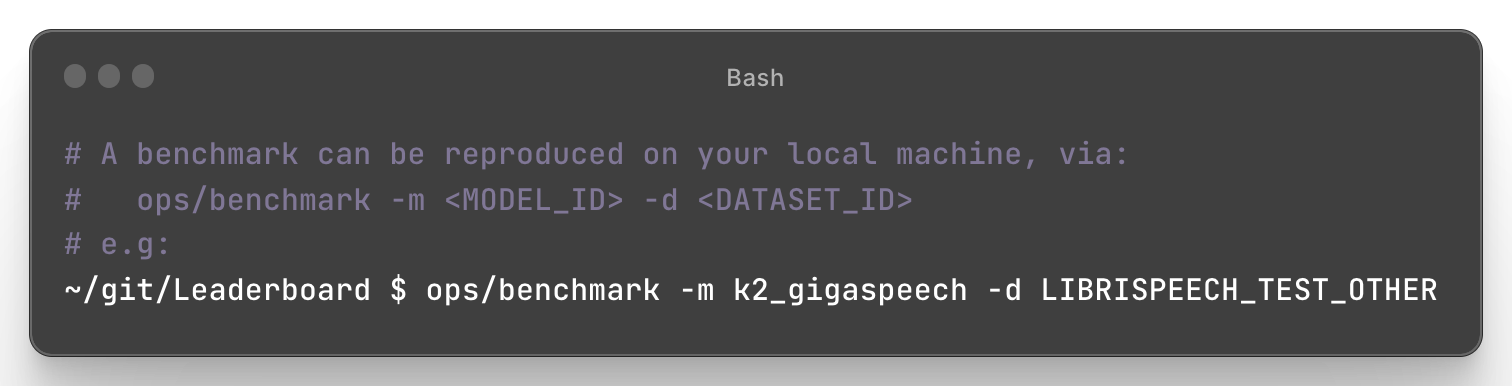 Bash
# A benchmark can be reproduced on your local machine, via:
#   ops/benchmark -m <MODEL_ID> -d <DATASET_ID>
# e.g:
~/git/Leaderboard $ ops/benchmark -m k2_gigaspeech -d LIBRISPEECH_TEST_OTHER